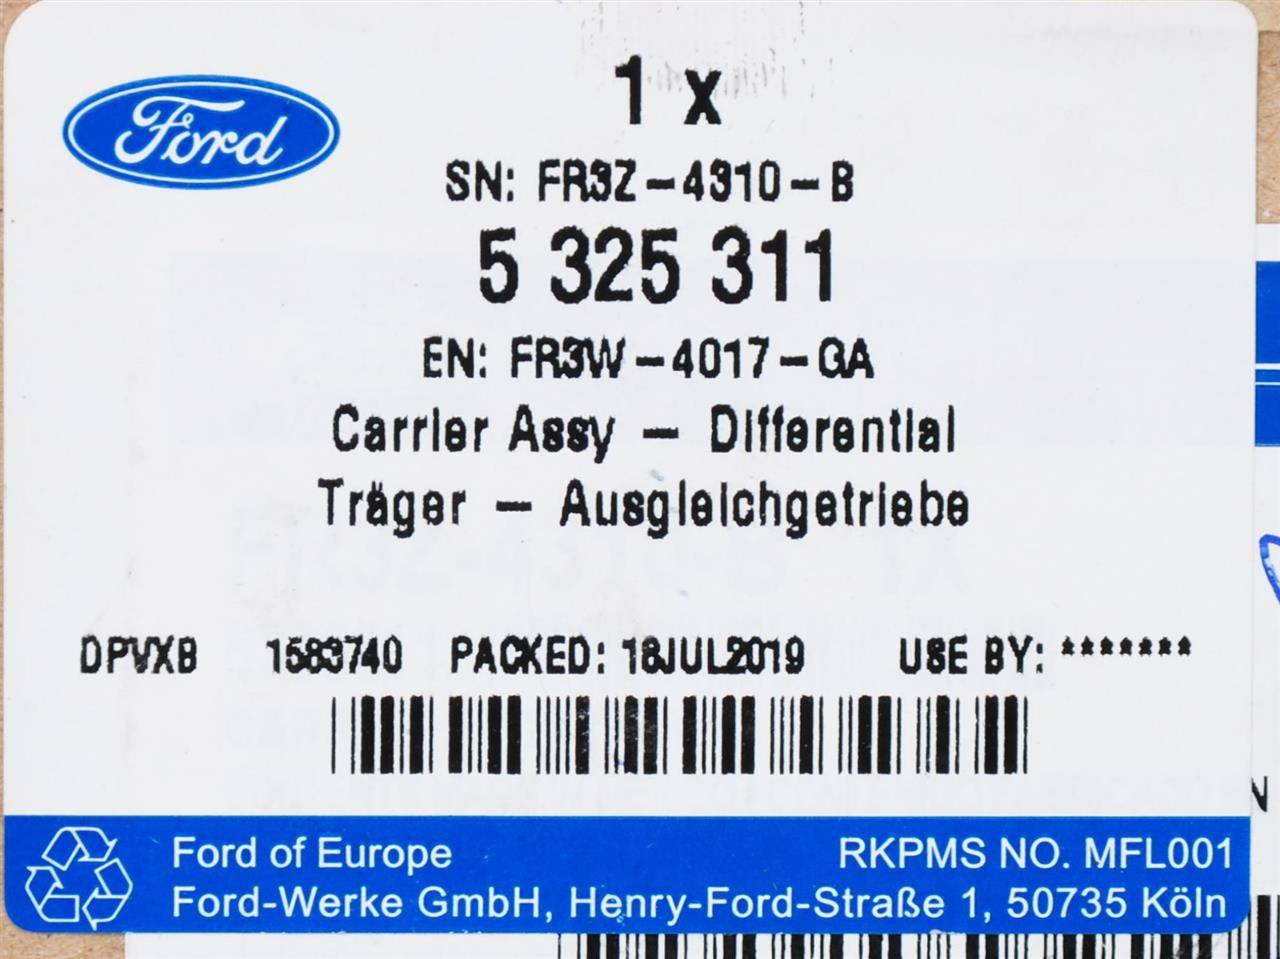 Ford
1 x
SN: FR3Z-4310-B
5 325 311
EN: FR3W-4017-GA
Carrier Assy - Differential
Träger - Ausgleichgetriebe
DPVXB 1583740 PACKED: 18JUL2019 USE BY: *******
Ford of Europe RKPMS NO. MFL001
Ford-Werke GmbH, Henry-Ford-Straße 1, 50735 Köln
N